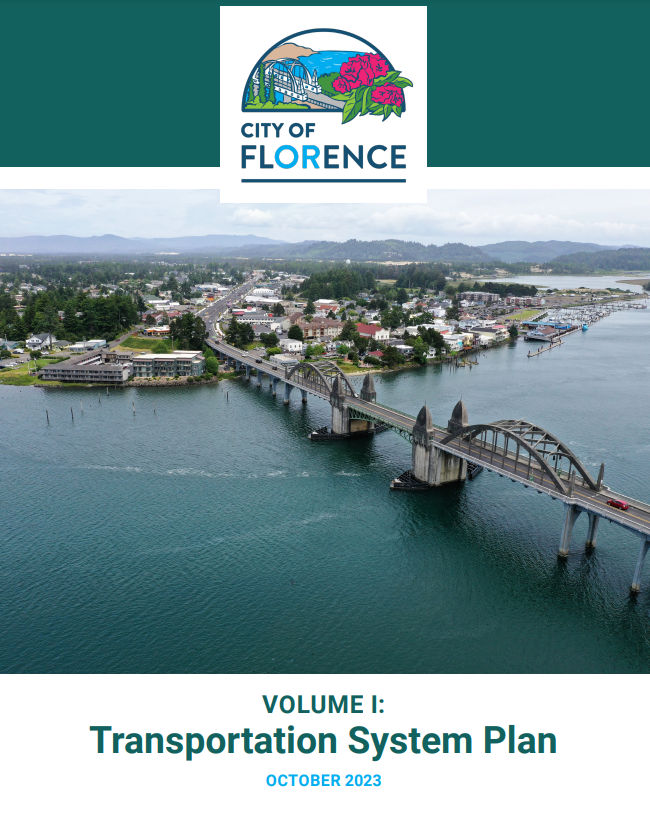 CITY OF
FLORENCE
VOLUME I:
Transportation System Plan
OCTOBER 2023